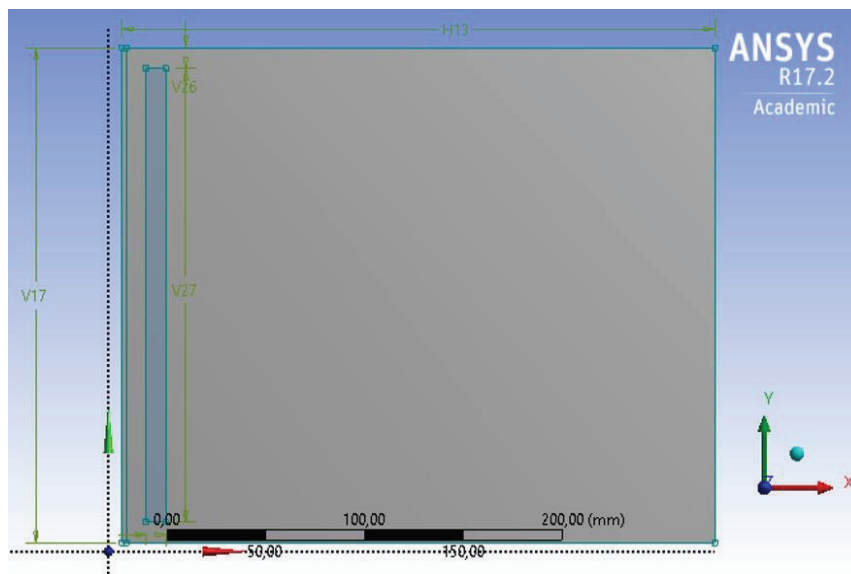 H13
ANSYS
R17.2
Academic
V26
V17
V27
Y
Z
X
0,00
100,00
200,00 (mm)
50,00
150,00